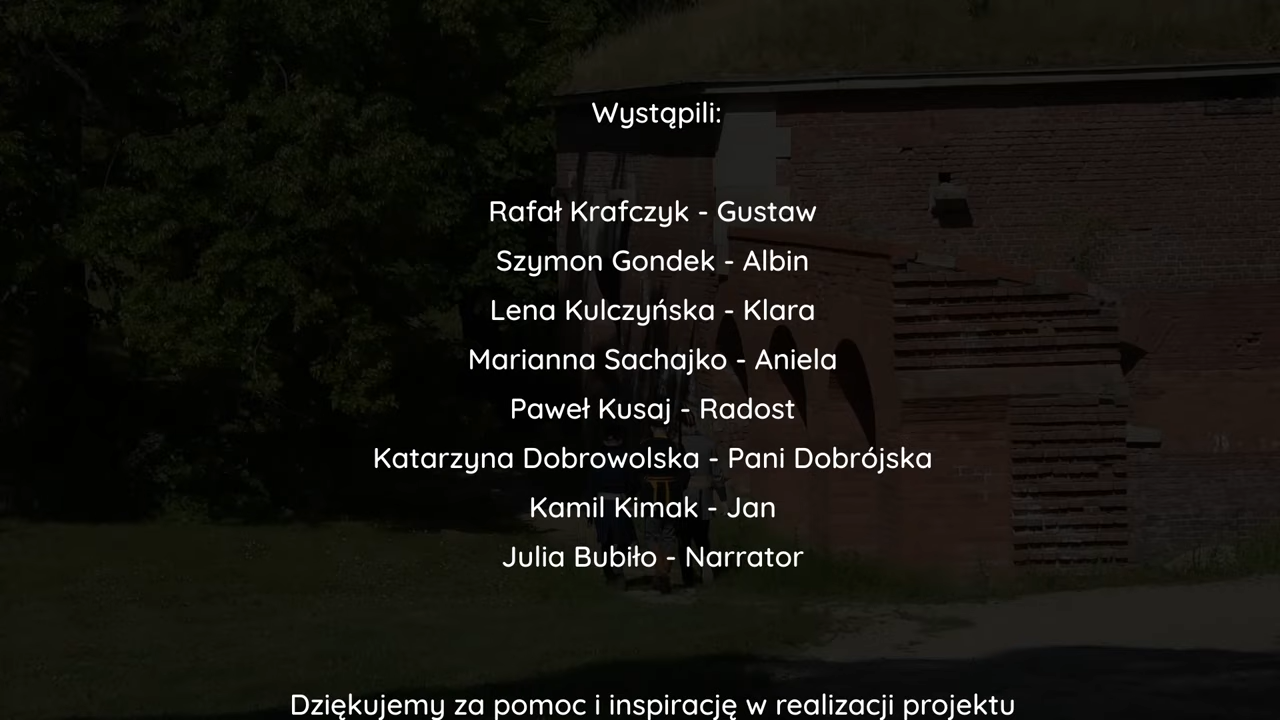 Wystąpili:
Rafał Krafczyk - Gustaw
Szymon Gondek - Albin
Lena Kulczyńska - Klara
Marianna Sachajko - Aniela
Paweł Kusaj - Radost
Katarzyna Dobrowolska - Pani Dobrójska
Kamil Kimak - Jan
Julia Bubiło - Narrator
Dziękujemy za pomoc i inspirację w realizacji projektu